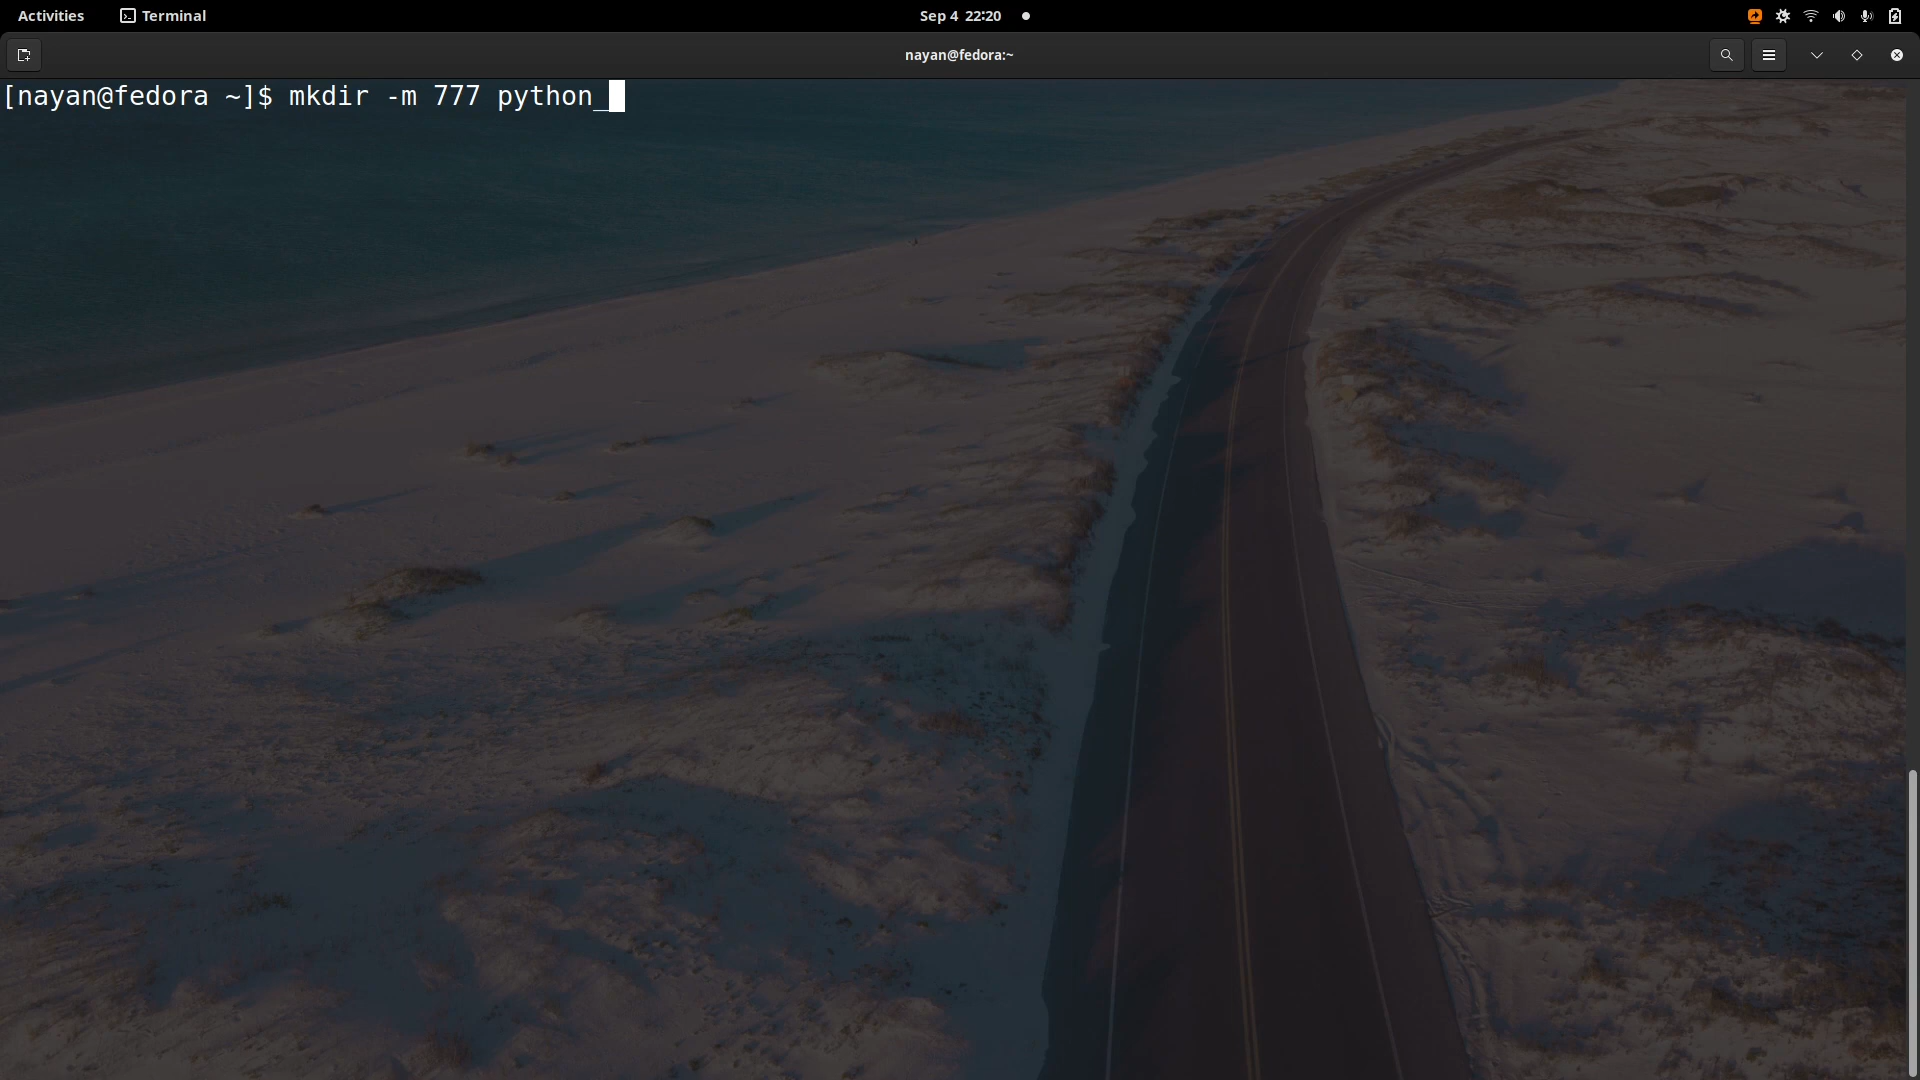 Activities Terminal Sep 4 22:20
nayan@fedora:~
[nayan@fedora ~]$ mkdir -m 777 python_